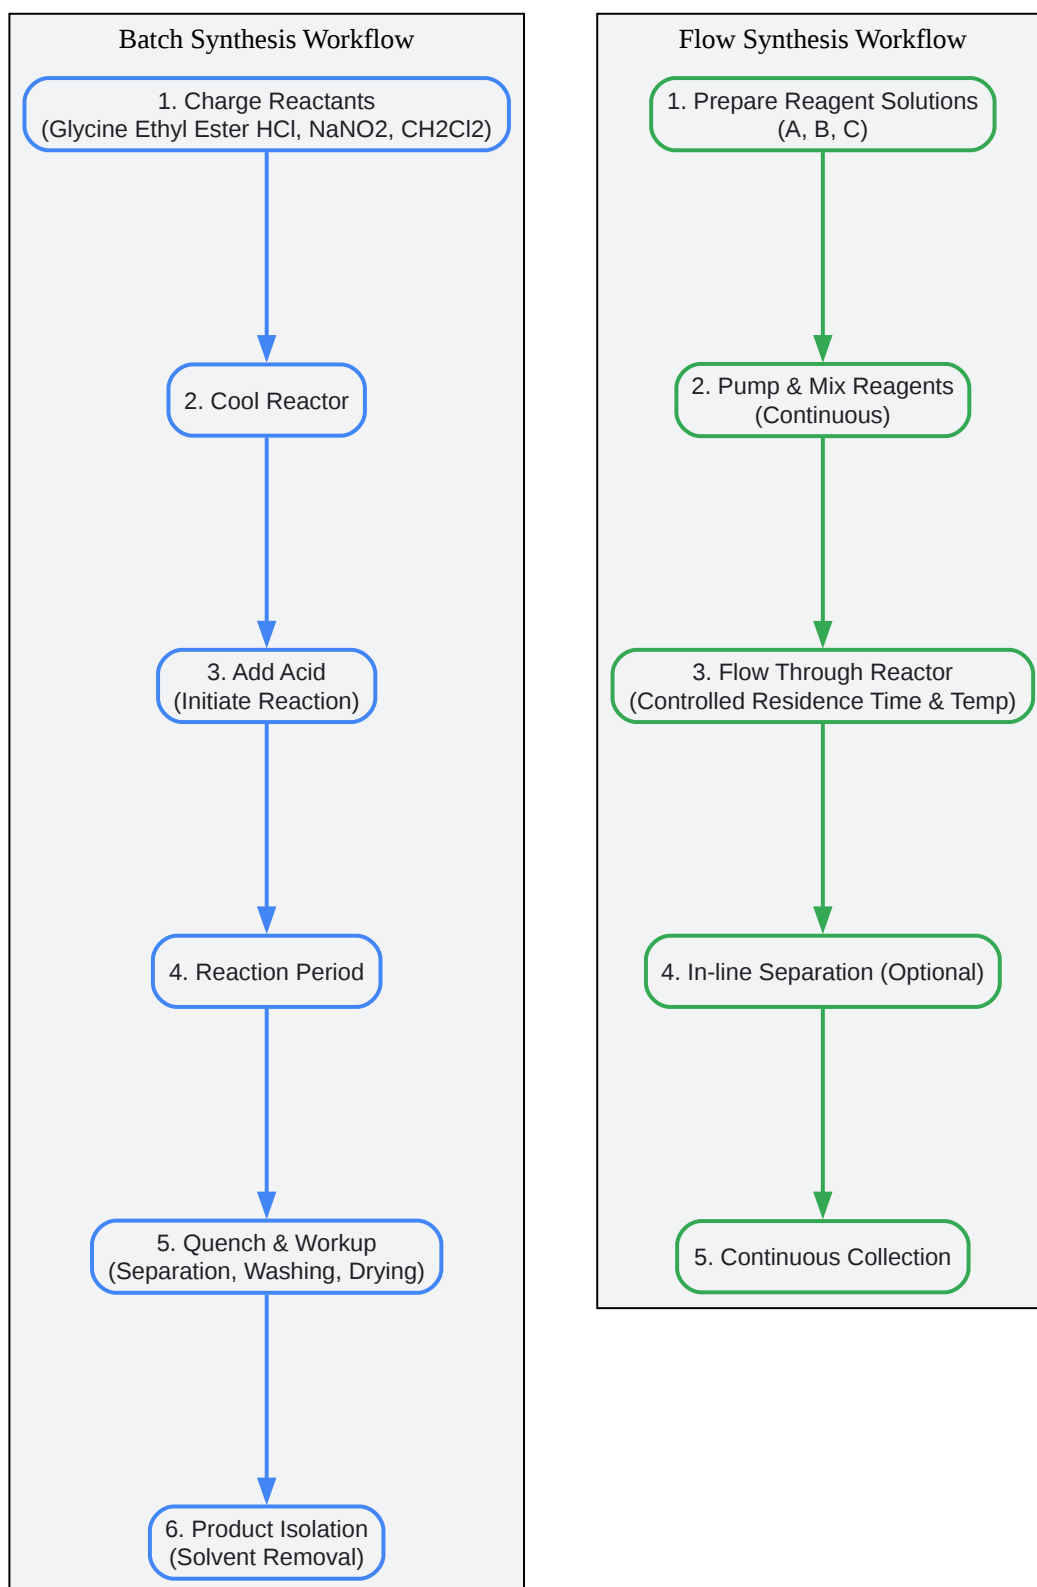 Batch Synthesis Workflow
1. Charge Reactants
(Glycine Ethyl Ester HCl, NaNO2, CH2Cl2)
2. Cool Reactor
3. Add Acid
(Initiate Reaction)
4. Reaction Period
5. Quench & Workup
(Separation, Washing, Drying)
6. Product Isolation
(Solvent Removal)
Flow Synthesis Workflow
1. Prepare Reagent Solutions
(A, B, C)
2. Pump & Mix Reagents
(Continuous)
3. Flow Through Reactor
(Controlled Residence Time & Temp)
4. In-line Separation (Optional)
5. Continuous Collection